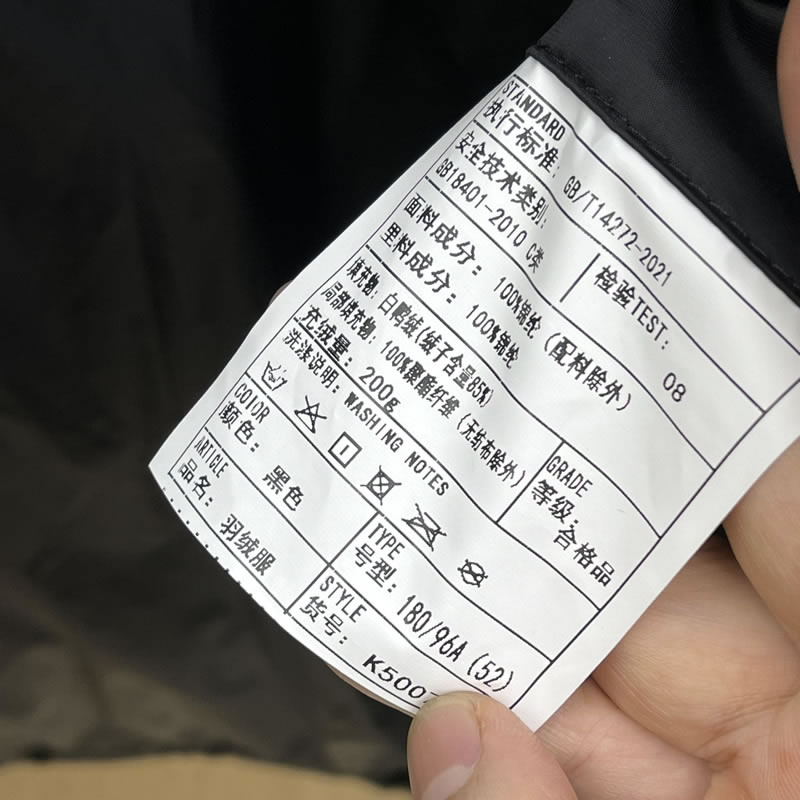 STANDARD
执行标准: GB/T14272-2021
安全技术类别:
GB18401-2010 C类
检验TEST: 08
面料成分: 100%锦纶 (配料除外)
里料成分: 100%锦纶
填充物: 白鸭绒(绒子含量85%)
局部填充物: 100%聚酯纤维 (无纺布除外)
充绒量: 200g
GRADE
等级: 合格品
洗涤说明: WASHING NOTES
COLOR
颜色: 黑色
TYPE
号型: 180/96A (52)
ARTICLE
品名: 羽绒服
STYLE
货号: K5007